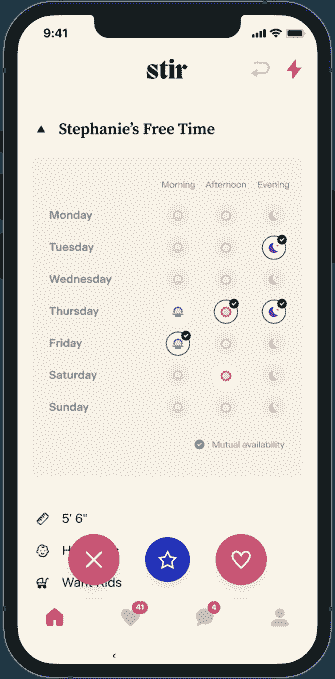 9:41
stir
Stephanie's Free Time
Morning Afternoon Evening
Monday
Tuesday
Wednesday
Thursday
Friday
Saturday
Sunday
: Mutual availability
5' 6"
Want Kids
41
4